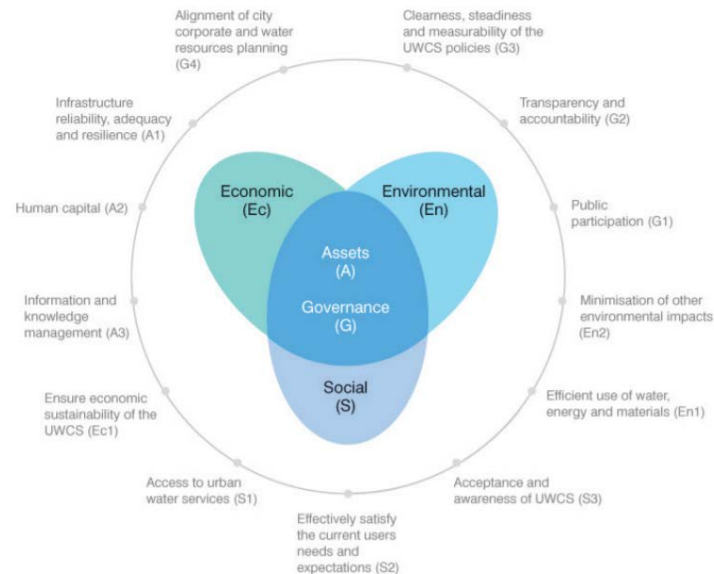 Alignment of city
corporate and water
resources planning
(G4)
Clearness, steadiness
and measurability of the
UWCS policies (G3)
Infrastructure
reliability, adequacy
and resilience (A1)
Transparency and
accountability (G2)
Economic
(Ec)
Environmental
(En)
Human capital (A2)
Public
participation (G1)
Assets
(A)
Governance
(G)
Information and
knowledge
management (A3)
Minimisation of other
environmental impacts
(En2)
Social
(S)
Ensure economic
sustainability of the
UWCS (Ec1)
Efficient use of water,
energy and materials (En1)
Access to urban
water services (S1)
Acceptance and
awareness of UWCS (S3)
Effectively satisfy
the current users
needs and
expectations (S2)